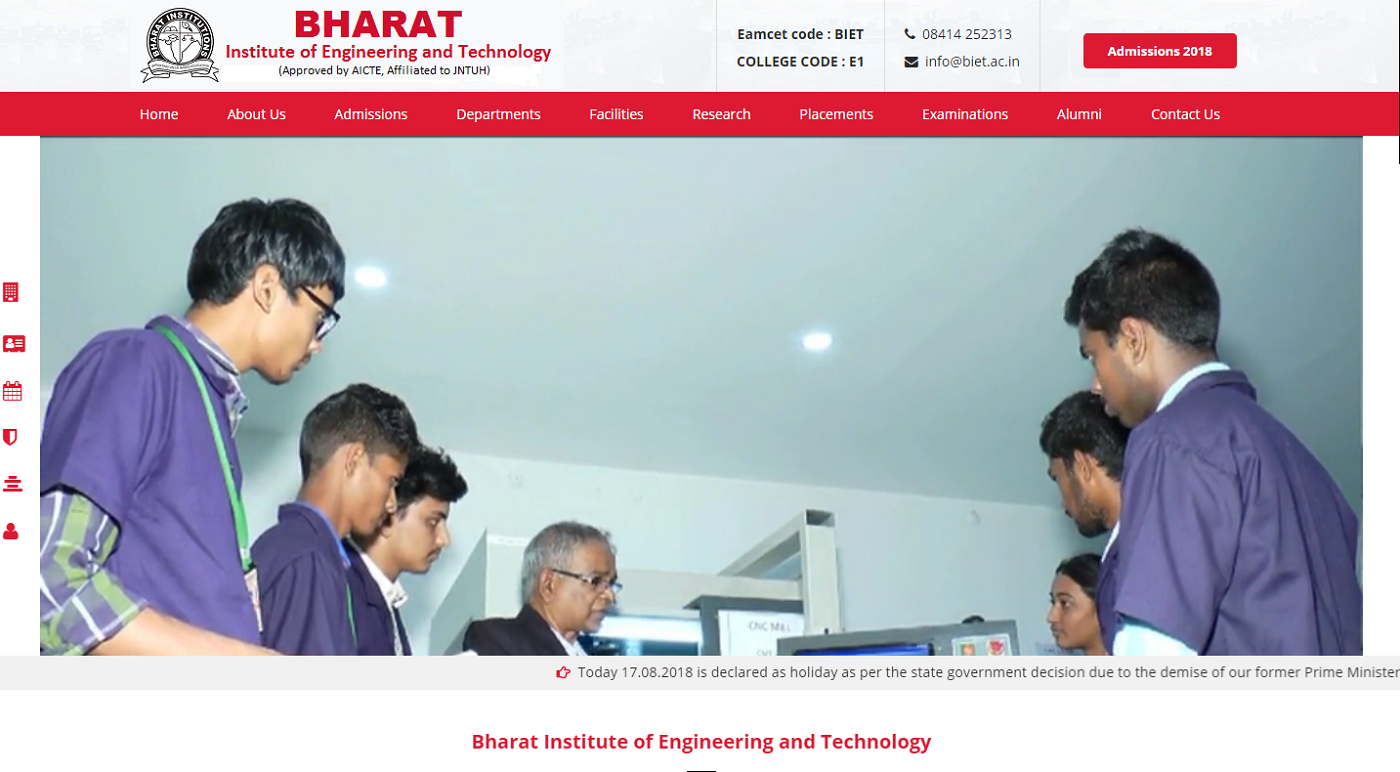 BHARAT INSTITUTIONS
BHARAT
Institute of Engineering and Technology
(Approved by AICTE, Affiliated to JNTUH)
Eamcet code : BIET
COLLEGE CODE : E1
08414 252313
info@biet.ac.in
Admissions 2018
Home About Us Admissions Departments Facilities Research Placements Examinations Alumni Contact Us
CNC
Today 17.08.2018 is declared as holiday as per the state government decision due to the demise of our former Prime Minister
Bharat Institute of Engineering and Technology